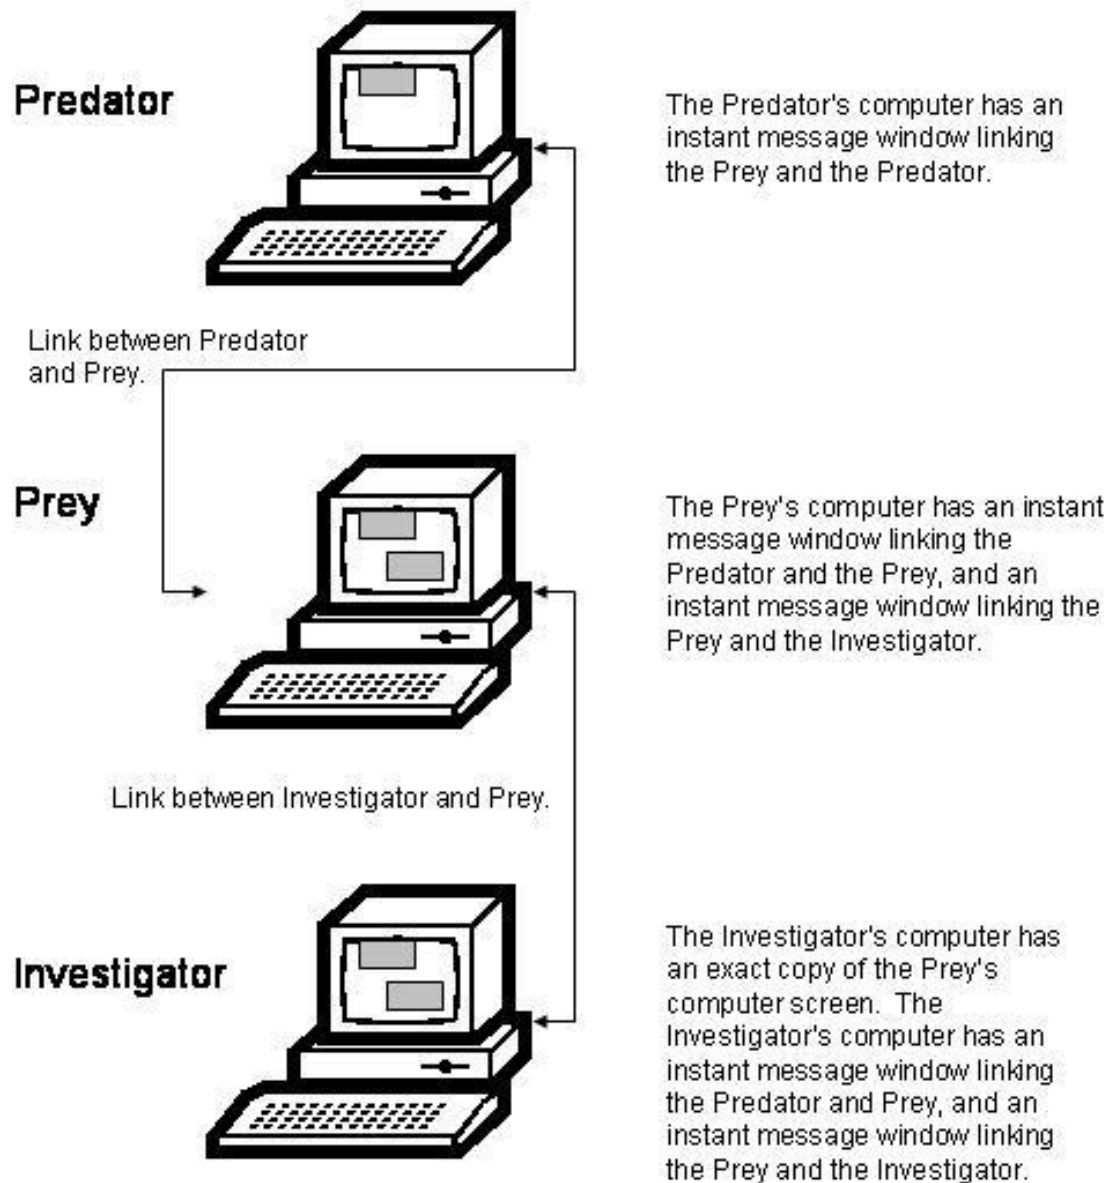 Predator
The Predator's computer has an
instant message window linking
the Prey and the Predator.
Link between Predator
and Prey.
Prey
The Prey's computer has an instant
message window linking the
Predator and the Prey, and an
instant message window linking the
Prey and the Investigator.
Link between Investigator and Prey.
Investigator
The Investigator's computer has
an exact copy of the Prey's
computer screen.  The
Investigator's computer has an
instant message window linking
the Predator and Prey, and an
instant message window linking
the Prey and the Investigator.